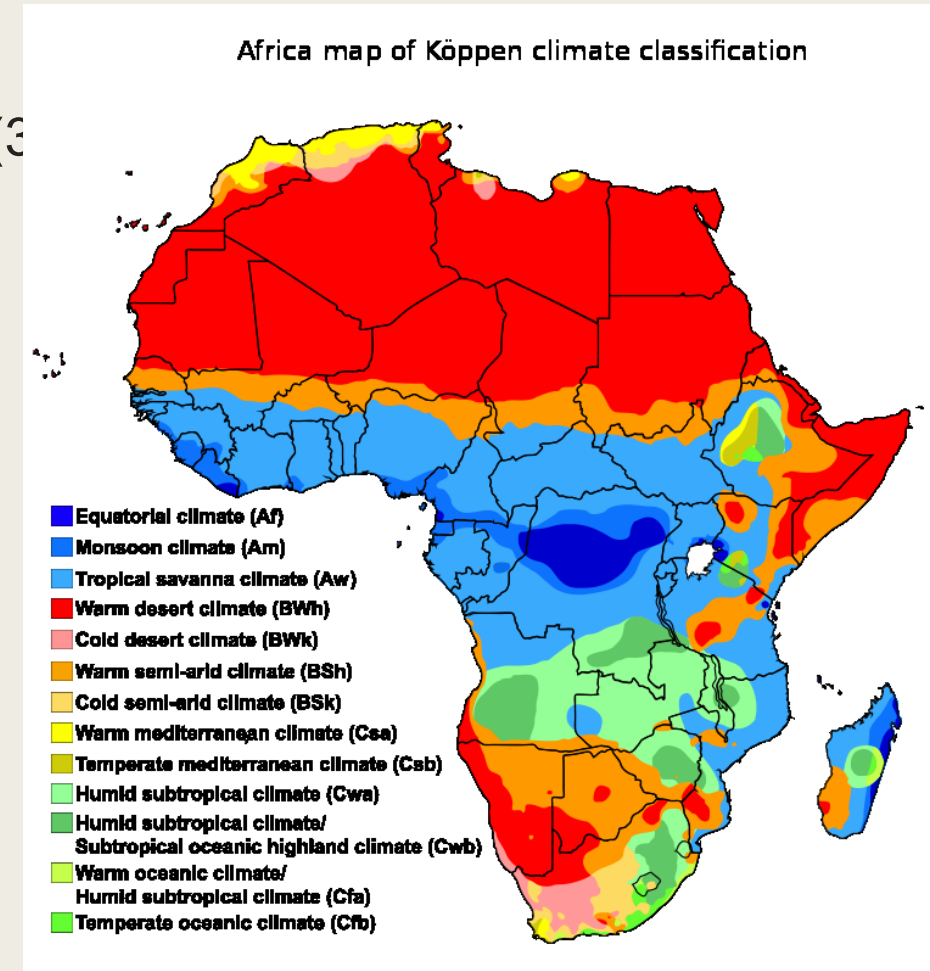 Africa map of Köppen climate classification
(3
Equatorial climate (Af)
Monsoon climate (Am)
Tropical savanna climate (Aw)
Warm desert climate (BWh)
Cold desert climate (BWk)
Warm semi-arid climate (BSh)
Cold semi-arid climate (BSk)
Warm mediterranean climate (Csa)
Temperate mediterranean climate (Csb)
Humid subtropical climate (Cwa)
Humid subtropical climate/
Subtropical oceanic highland climate (Cwb)
Warm oceanic climate/
Humid subtropical climate (Cfa)
Temperate oceanic climate (Cfb)